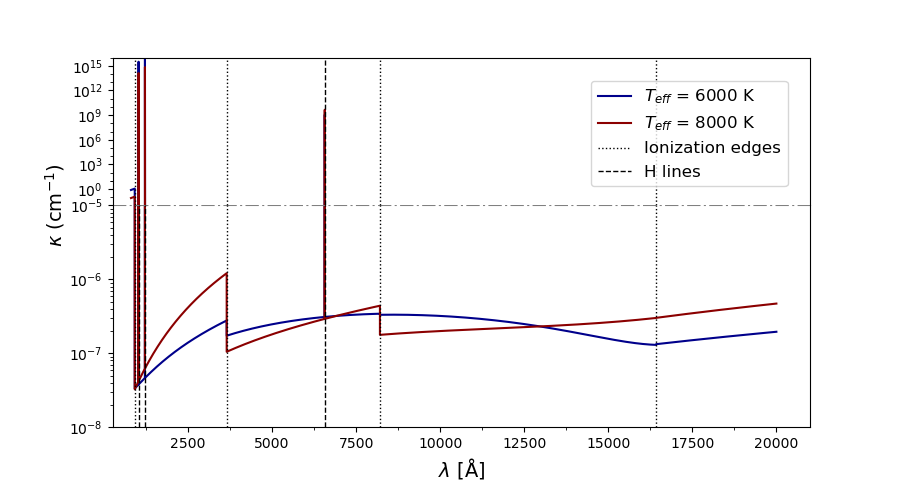 10^15
10^12
10^9
10^6
10^3
10^0
10^-5
10^-6
10^-7
10^-8
κ (cm^-1)
T_eff = 6000 K
T_eff = 8000 K
Ionization edges
H lines
2500 5000 7500 10000 12500 15000 17500 20000
λ [Å]